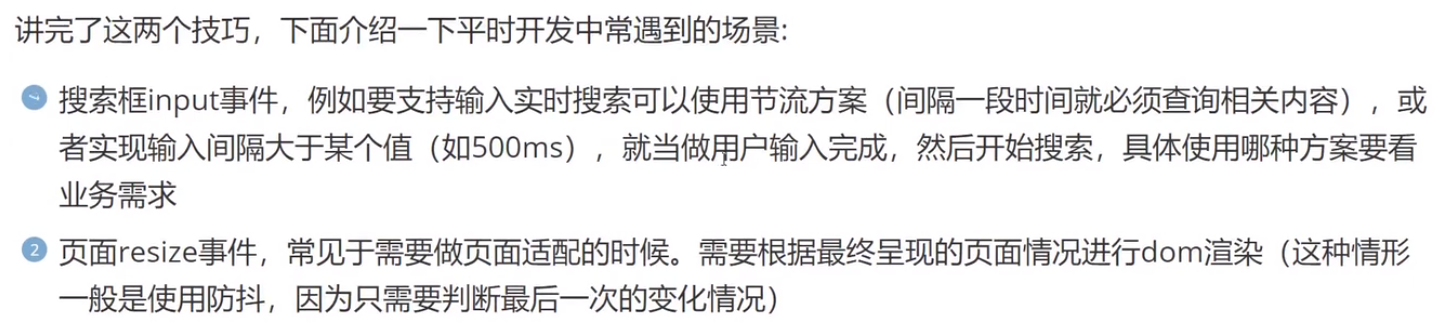 讲完了这两个技巧，下面介绍一下平时开发中常遇到的场景:
1 搜索框input事件，例如要支持输入实时搜索可以使用节流方案（间隔一段时间就必须查询相关内容），或
者实现输入间隔大于某个值（如500ms），就当做用户输入完成，然后开始搜索，具体使用哪种方案要看
业务需求
2 页面resize事件，常见于需要做页面适配的时候。需要根据最终呈现的页面情况进行dom渲染（这种情形
一般是使用防抖，因为只需要判断最后一次的变化情况）